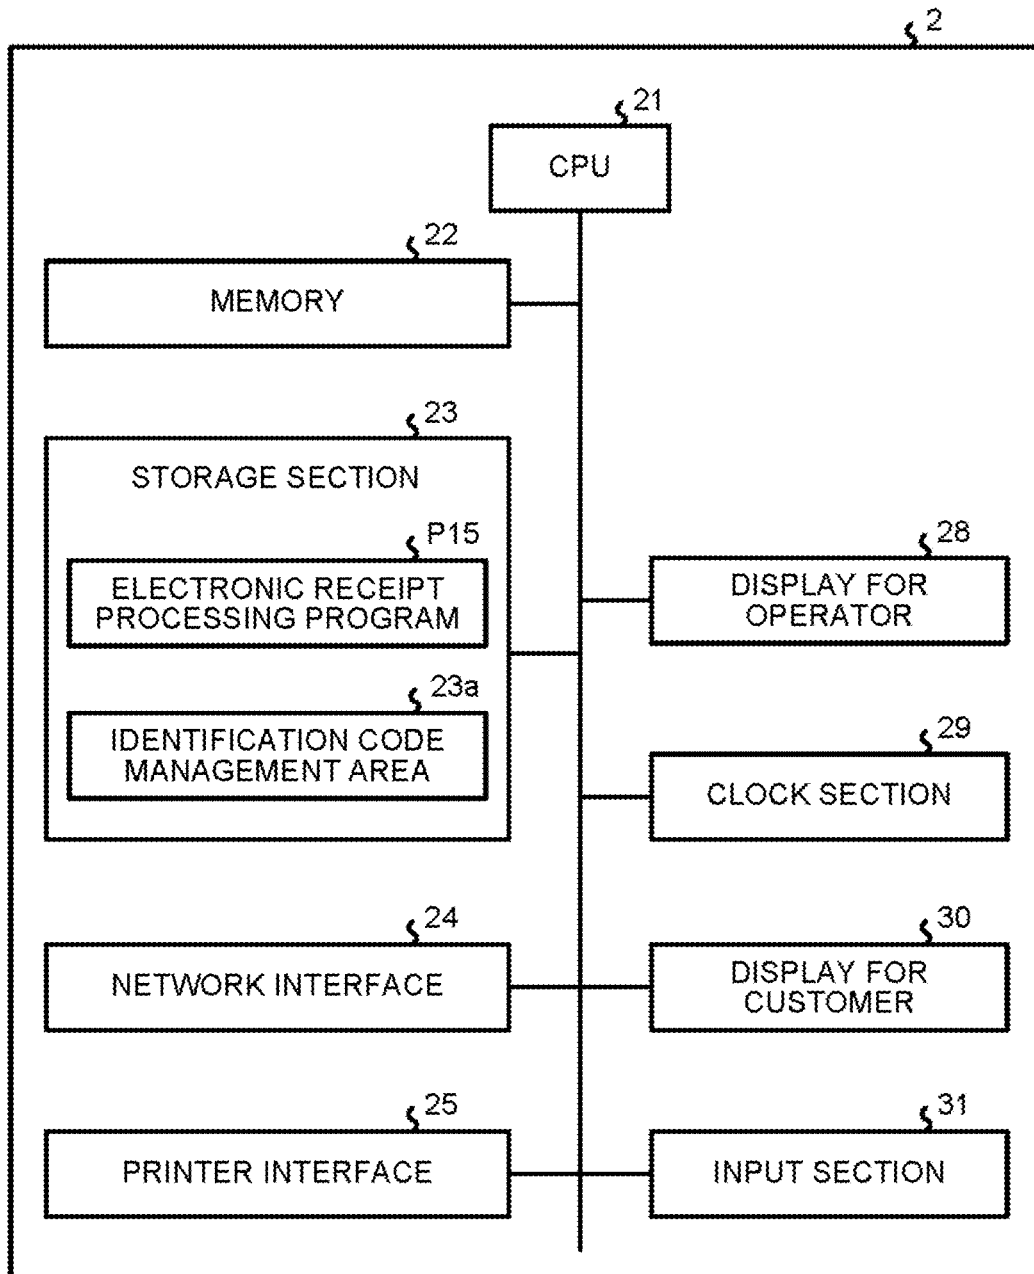 2
21
CPU
22
MEMORY
23
STORAGE SECTION
P15
ELECTRONIC RECEIPT
PROCESSING PROGRAM
23a
IDENTIFICATION CODE
MANAGEMENT AREA
24
NETWORK INTERFACE
25
PRINTER INTERFACE
28
DISPLAY FOR
OPERATOR
29
CLOCK SECTION
30
DISPLAY FOR
CUSTOMER
31
INPUT SECTION